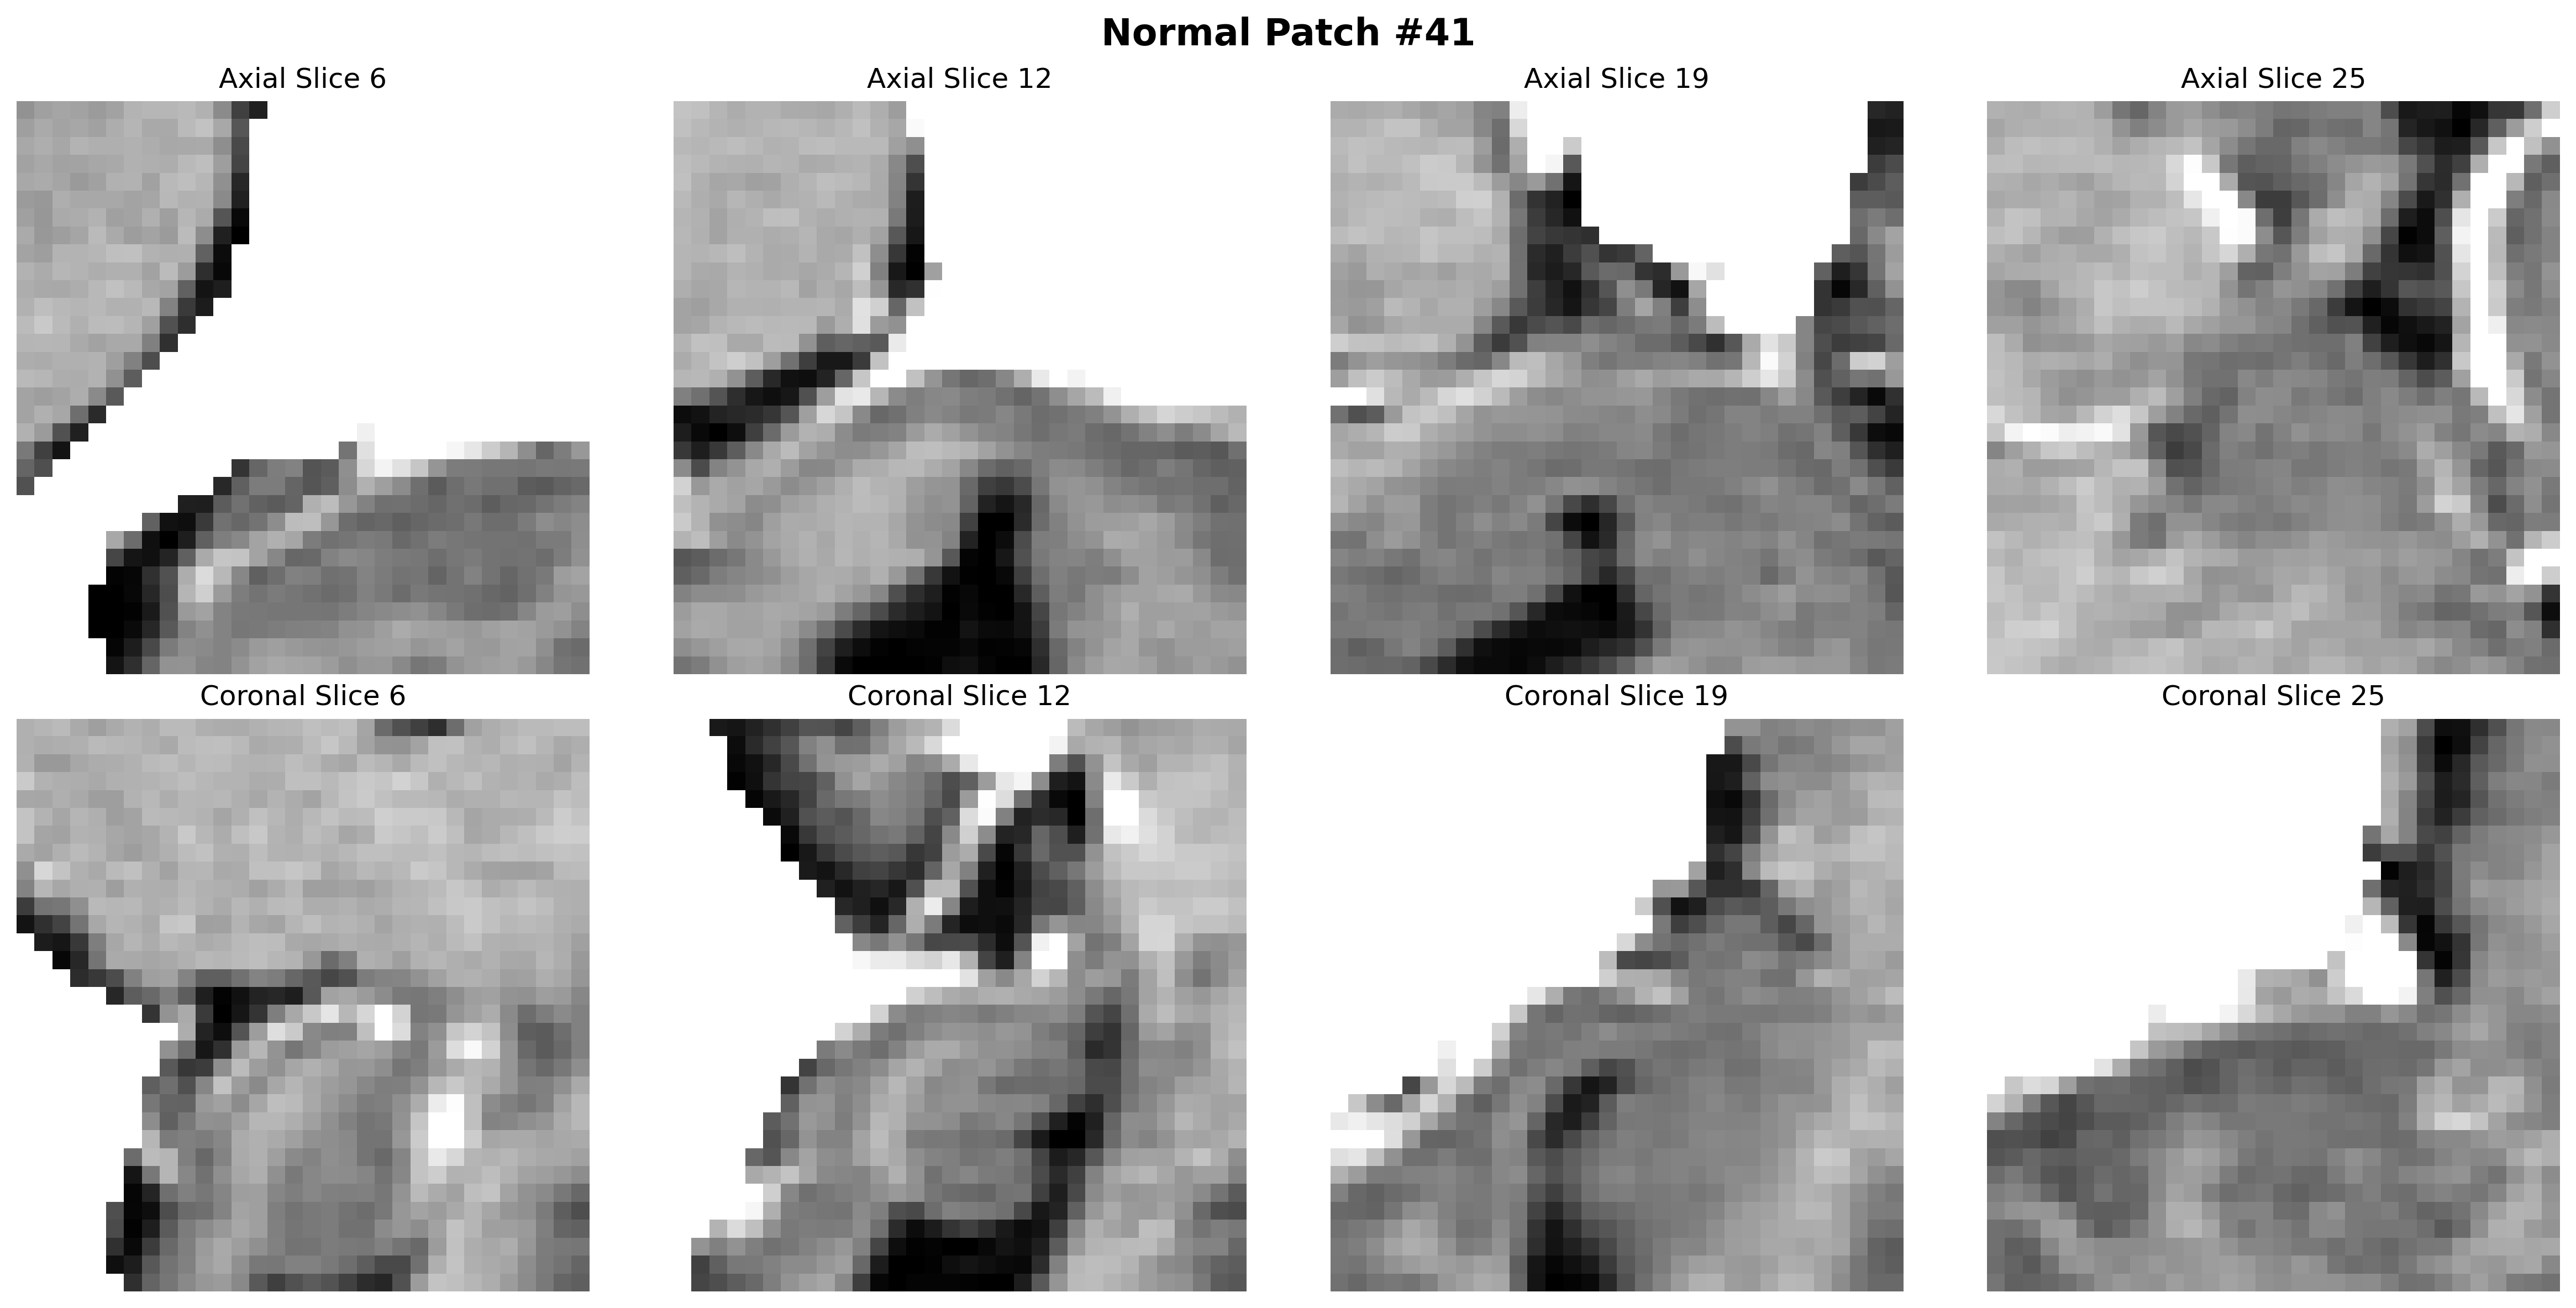 Normal Patch #41
Axial Slice 6
Axial Slice 12
Axial Slice 19
Axial Slice 25
Coronal Slice 6
Coronal Slice 12
Coronal Slice 19
Coronal Slice 25